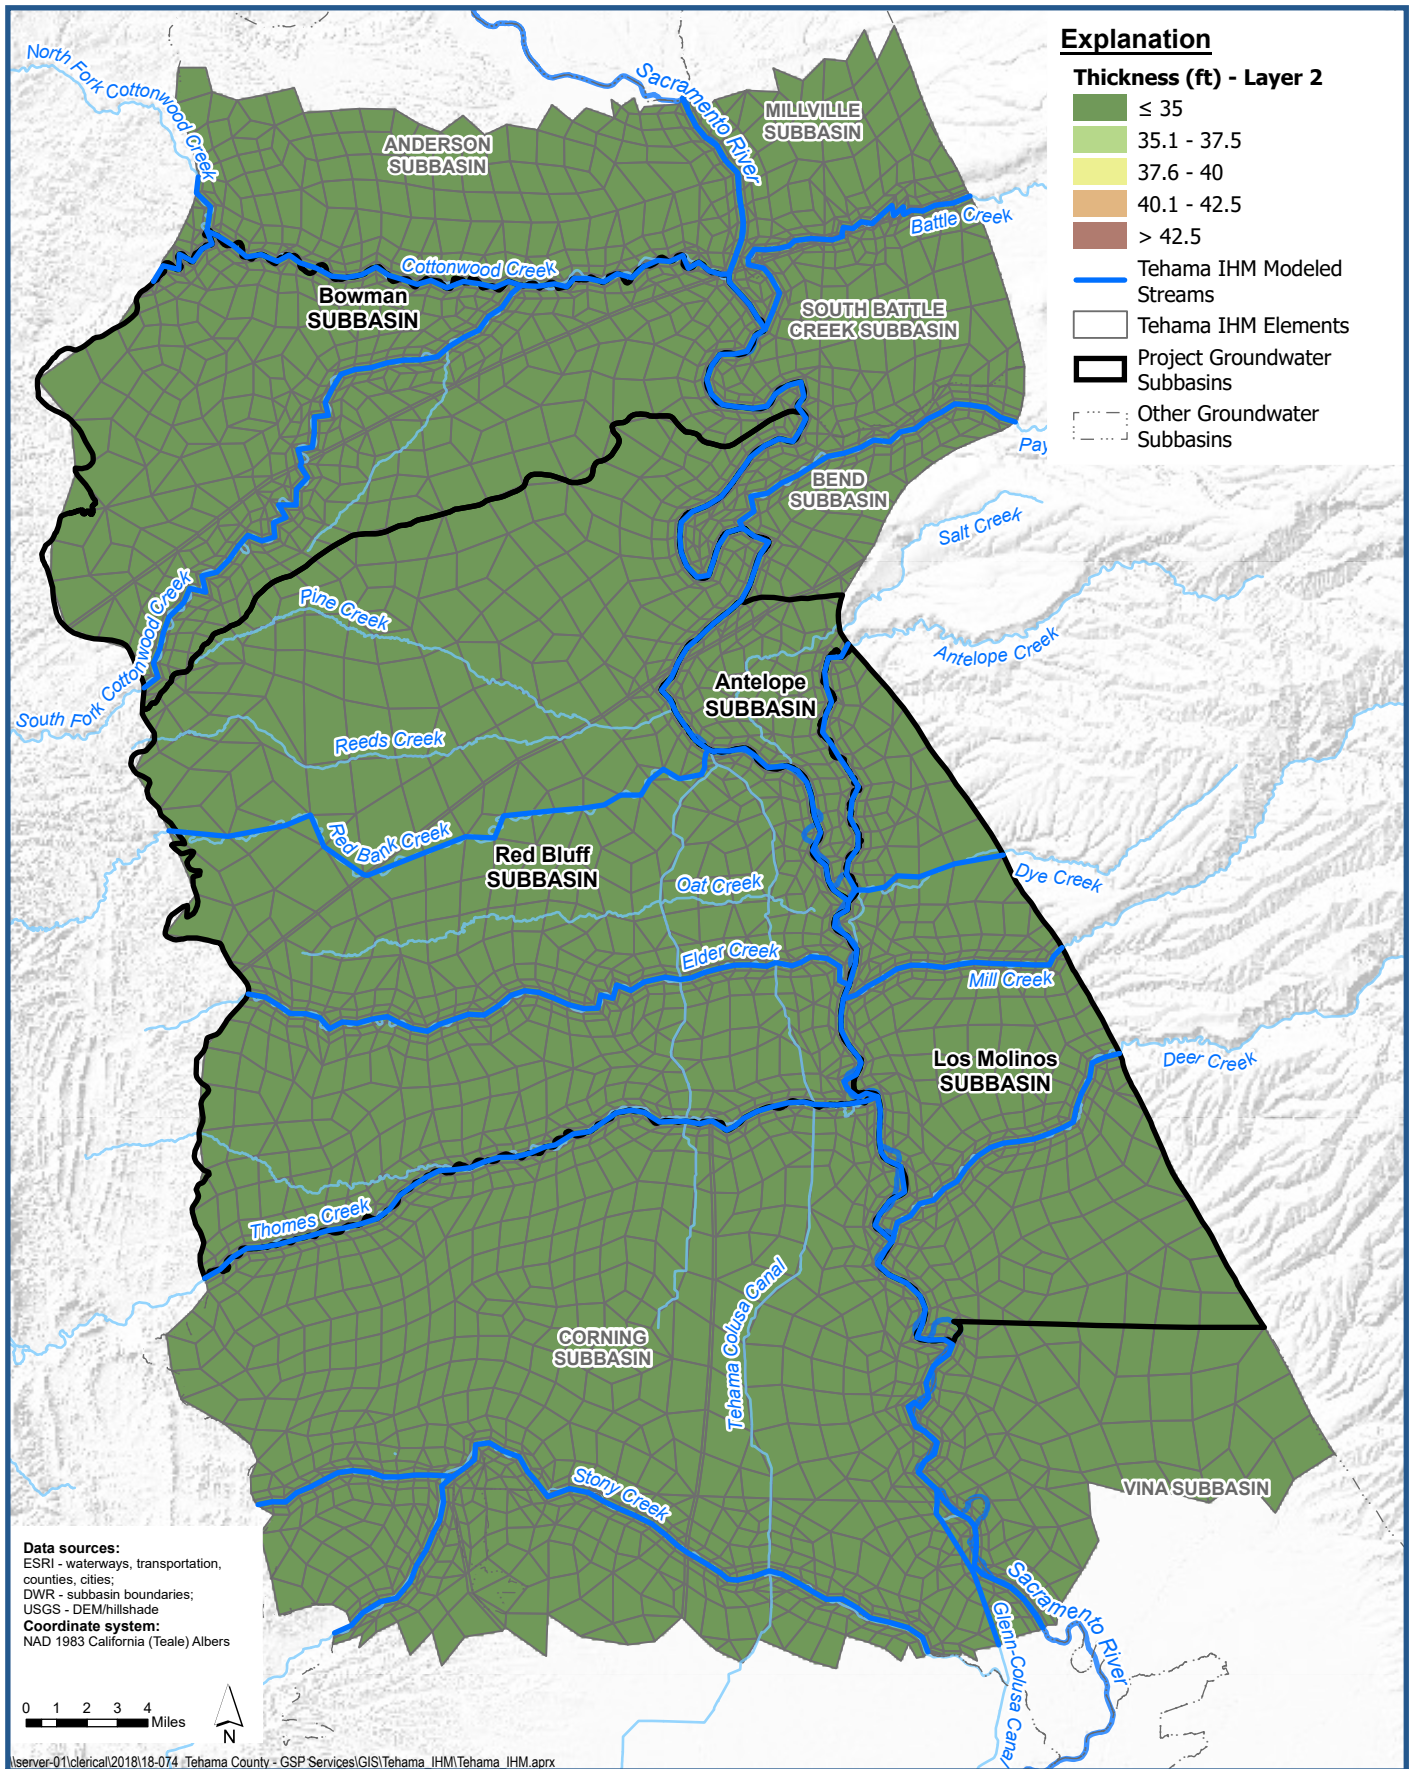 Explanation
Thickness (ft) - Layer 2
≤ 35
35.1 - 37.5
37.6 - 40
40.1 - 42.5
> 42.5
Tehama IHM Modeled
Streams
Tehama IHM Elements
Project Groundwater
Subbasins
Other Groundwater
Subbasins
North Fork Cottonwood Creek
Sacramento River
MILLVILLE
SUBBASIN
ANDERSON
SUBBASIN
Battle Creek
Cottonwood Creek
Bowman
SUBBASIN
SOUTH BATTLE
CREEK SUBBASIN
Pay
BEND
SUBBASIN
Salt Creek
Pine Creek
Antelope Creek
South Fork Cottonwood Creek
Antelope
SUBBASIN
Reeds Creek
Red Bank Creek
Red Bluff
SUBBASIN
Oat Creek
Dye Creek
Elder Creek
Mill Creek
Los Molinos
SUBBASIN
Deer Creek
Thomes Creek
Tehama Colusa Canal
CORNING
SUBBASIN
Stony Creek
VINA SUBBASIN
Sacramento River
Glenn-Colusa Canal
Data sources:
ESRI - waterways, transportation,
counties, cities;
DWR - subbasin boundaries;
USGS - DEM/hillshade
Coordinate system:
NAD 1983 California (Teale) Albers
0 1 2 3 4
Miles
N
\\server-01\clerical\2018\18-074_Tehama County - GSP Services\GIS\Tehama_IHM\Tehama_IHM.aprx